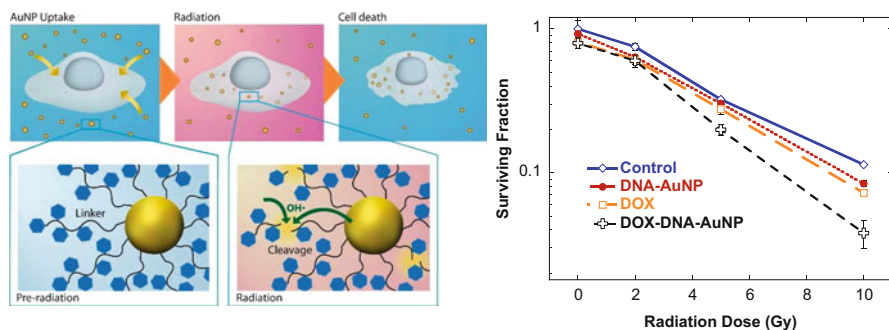 AuNP Uptake
Radiation
Cell death
Linker
Pre-radiation
OH•
Cleavage
Radiation
Surviving Fraction
1
0.1
Control
DNA-AuNP
DOX
DOX-DNA-AuNP
0 2 4 6 8 10
Radiation Dose (Gy)